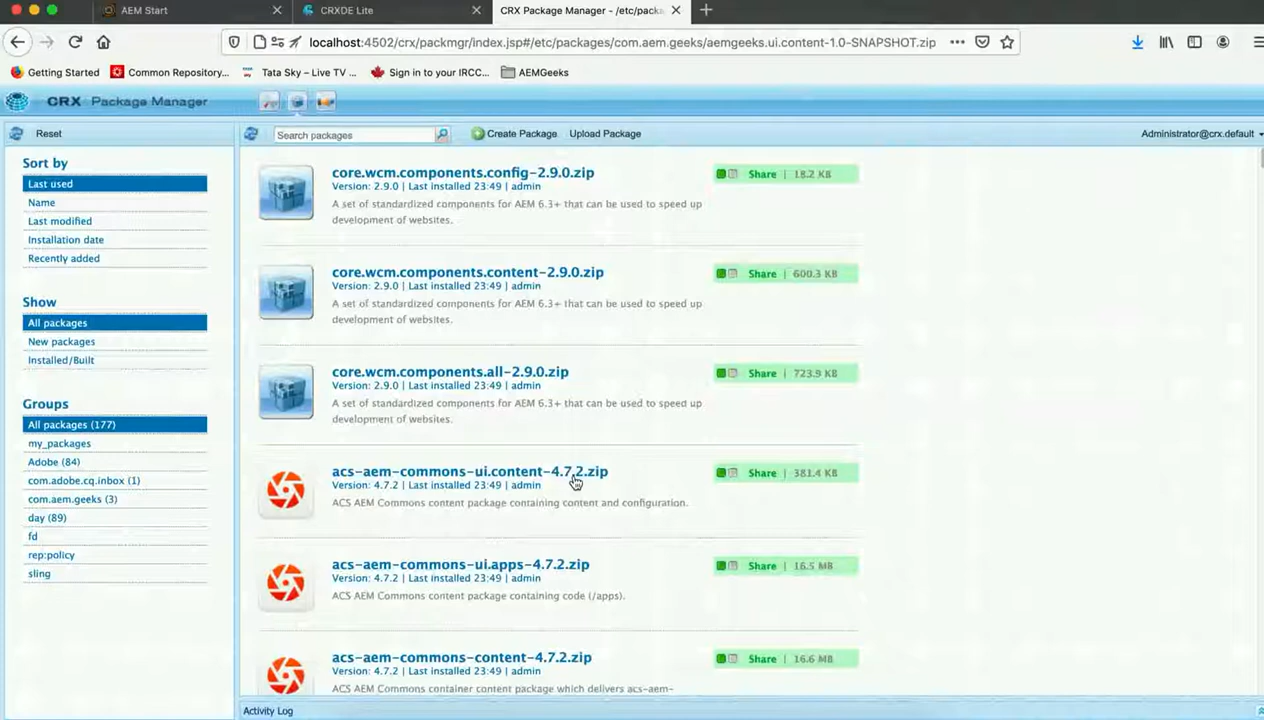 AEM Start
CRXDE Lite
CRX Package Manager - /etc/pack
localhost:4502/crx/packmgr/index.jsp#/etc/packages/com.aem.geeks/aemgeeks.ui.content-1.0-SNAPSHOT.zip
Getting Started
Common Repository...
Tata Sky – Live TV ...
Sign in to your IRCC...
AEMGeeks
CRX Package Manager
Reset
Search packages
Create Package
Upload Package
Administrator@crx.default
Sort by
Last used
Name
Last modified
Installation date
Recently added
Show
All packages
New packages
Installed/Built
Groups
All packages (177)
my_packages
Adobe (84)
com.adobe.cq.inbox (1)
com.aem.geeks (3)
day (89)
fd
rep:policy
sling
core.wcm.components.config-2.9.0.zip
Share | 18.2 KB
Version: 2.9.0 | Last installed 23:49 | admin
A set of standardized components for AEM 6.3+ that can be used to speed up
development of websites.
core.wcm.components.content-2.9.0.zip
Share | 600.3 KB
Version: 2.9.0 | Last installed 23:49 | admin
A set of standardized components for AEM 6.3+ that can be used to speed up
development of websites.
core.wcm.components.all-2.9.0.zip
Share | 723.9 KB
Version: 2.9.0 | Last installed 23:49 | admin
A set of standardized components for AEM 6.3+ that can be used to speed up
development of websites.
acs-aem-commons-ui.content-4.7.2.zip
Share | 381.4 KB
Version: 4.7.2 | Last installed 23:49 | admin
ACS AEM Commons content package containing content and configuration.
acs-aem-commons-ui.apps-4.7.2.zip
Share | 16.5 MB
Version: 4.7.2 | Last installed 23:49 | admin
ACS AEM Commons content package containing code (/apps).
acs-aem-commons-content-4.7.2.zip
Share | 16.6 MB
Version: 4.7.2 | Last installed 23:49 | admin
ACS AEM Commons container content package which delivers acs-aem-
Activity Log